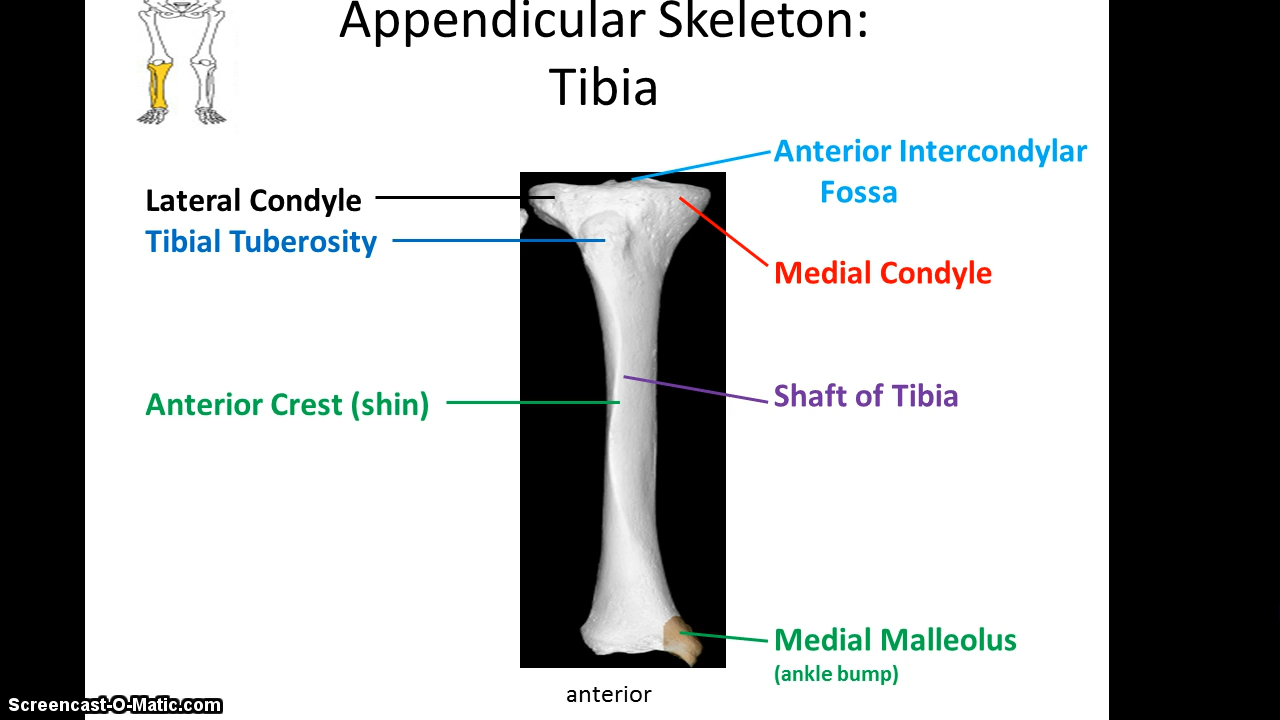 Appendicular Skeleton:
Tibia
Anterior Intercondylar
Fossa
Lateral Condyle
Tibial Tuberosity
Medial Condyle
Anterior Crest (shin)
Shaft of Tibia
Medial Malleolus
(ankle bump)
anterior
Screencast-O-Matic.com